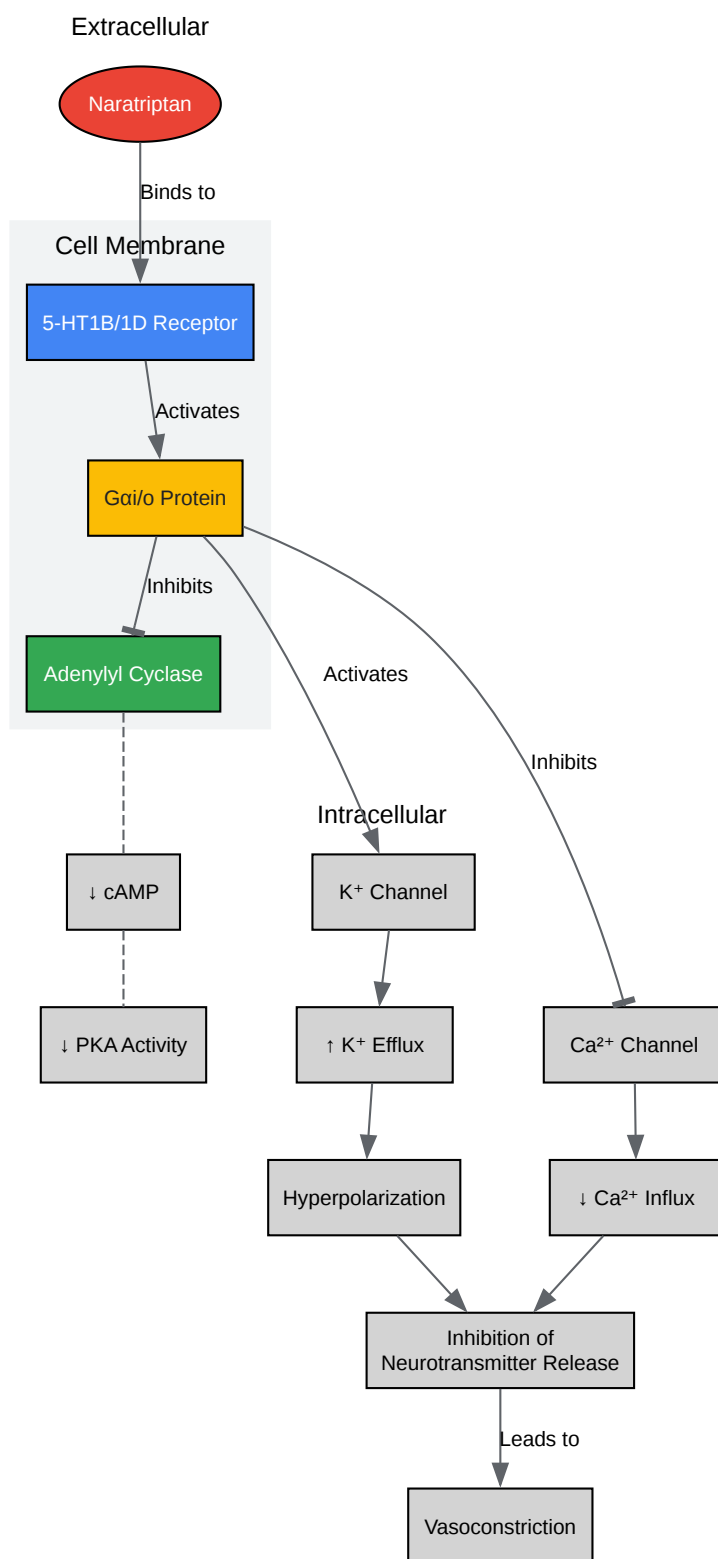 Extracellular
Naratriptan
Binds to
Cell Membrane
5-HT1B/1D Receptor
Activates
Gαi/o Protein
Inhibits
Adenylyl Cyclase
Activates
Inhibits
Intracellular
↓ cAMP
K⁺ Channel
↓ PKA Activity
↑ K⁺ Efflux
Ca²⁺ Channel
Hyperpolarization
↓ Ca²⁺ Influx
Inhibition of
Neurotransmitter Release
Leads to
Vasoconstriction